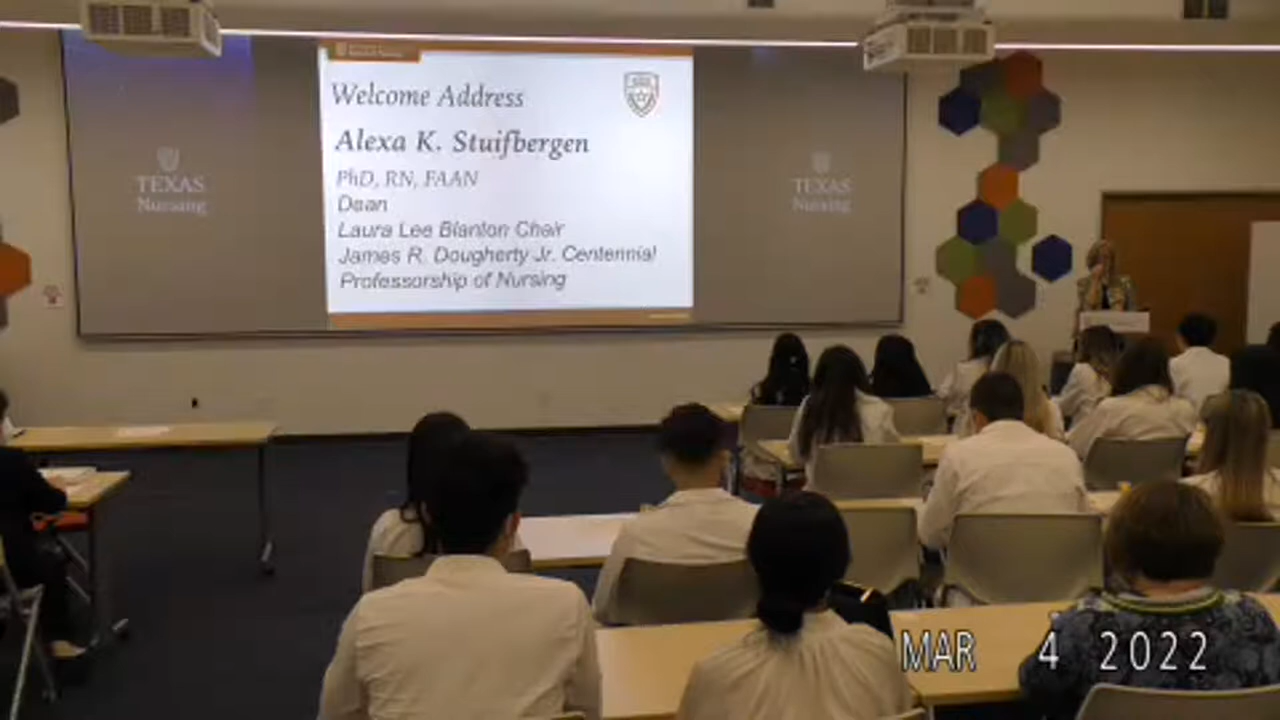 Welcome Address
Alexa K. Stuifbergen
PhD, RN, FAAN
Dean
Laura Lee Blanton Chair
James R. Dougherty Jr. Centennial
Professorship of Nursing
TEXAS
Nursing
TEXAS
Nursing
MAR 4 2022